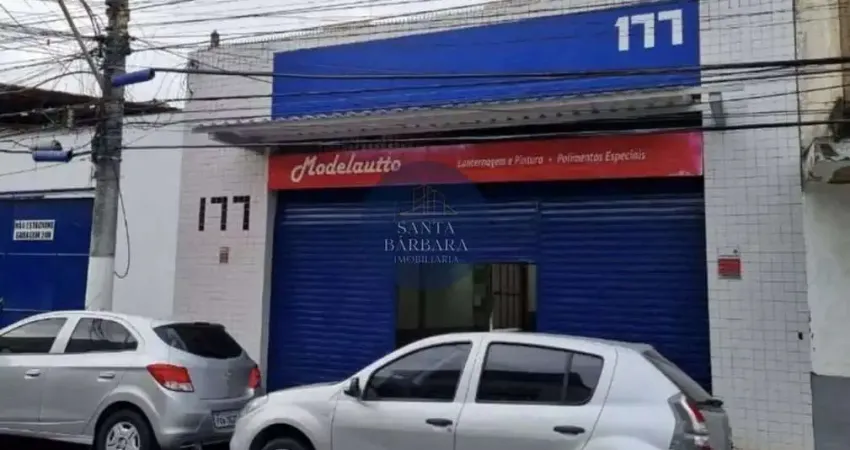 177
Modelautto
Lanternagem e Pintura • Polimentos Especiais
177
NÃO ESTACIONE
GARAGEM 24H
SANTA
BÁRBARA
IMOBILIÁRIA